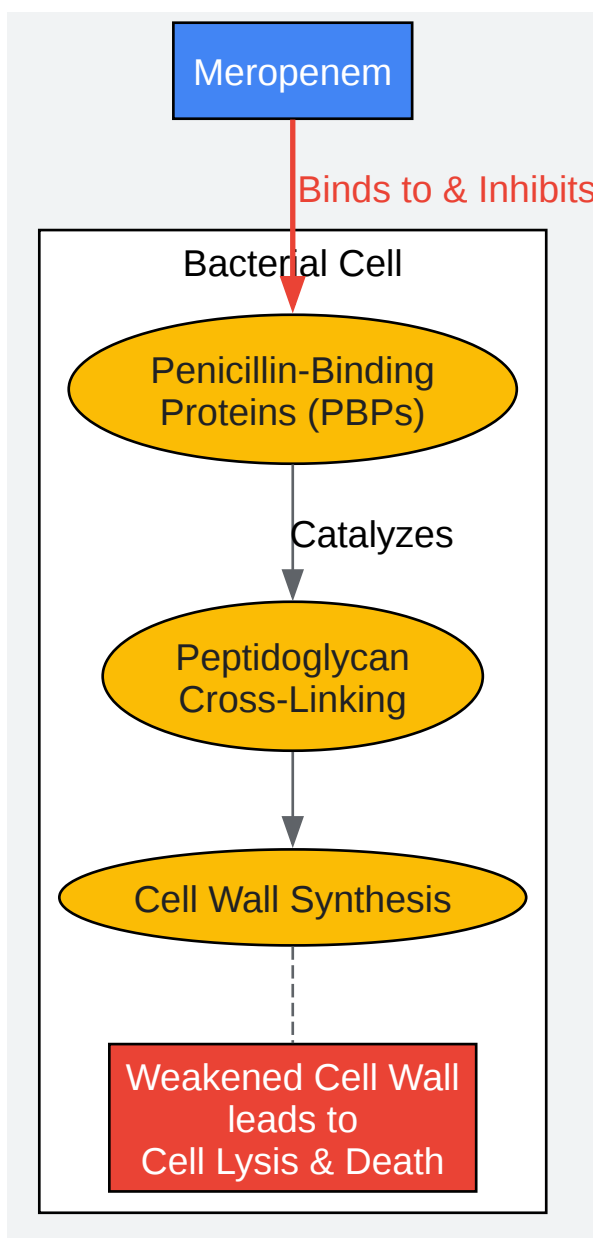 Meropenem
Binds to & Inhibits
Bacterial Cell
Penicillin-Binding
Proteins (PBPs)
Catalyzes
Peptidoglycan
Cross-Linking
Cell Wall Synthesis
Weakened Cell Wall
leads to
Cell Lysis & Death